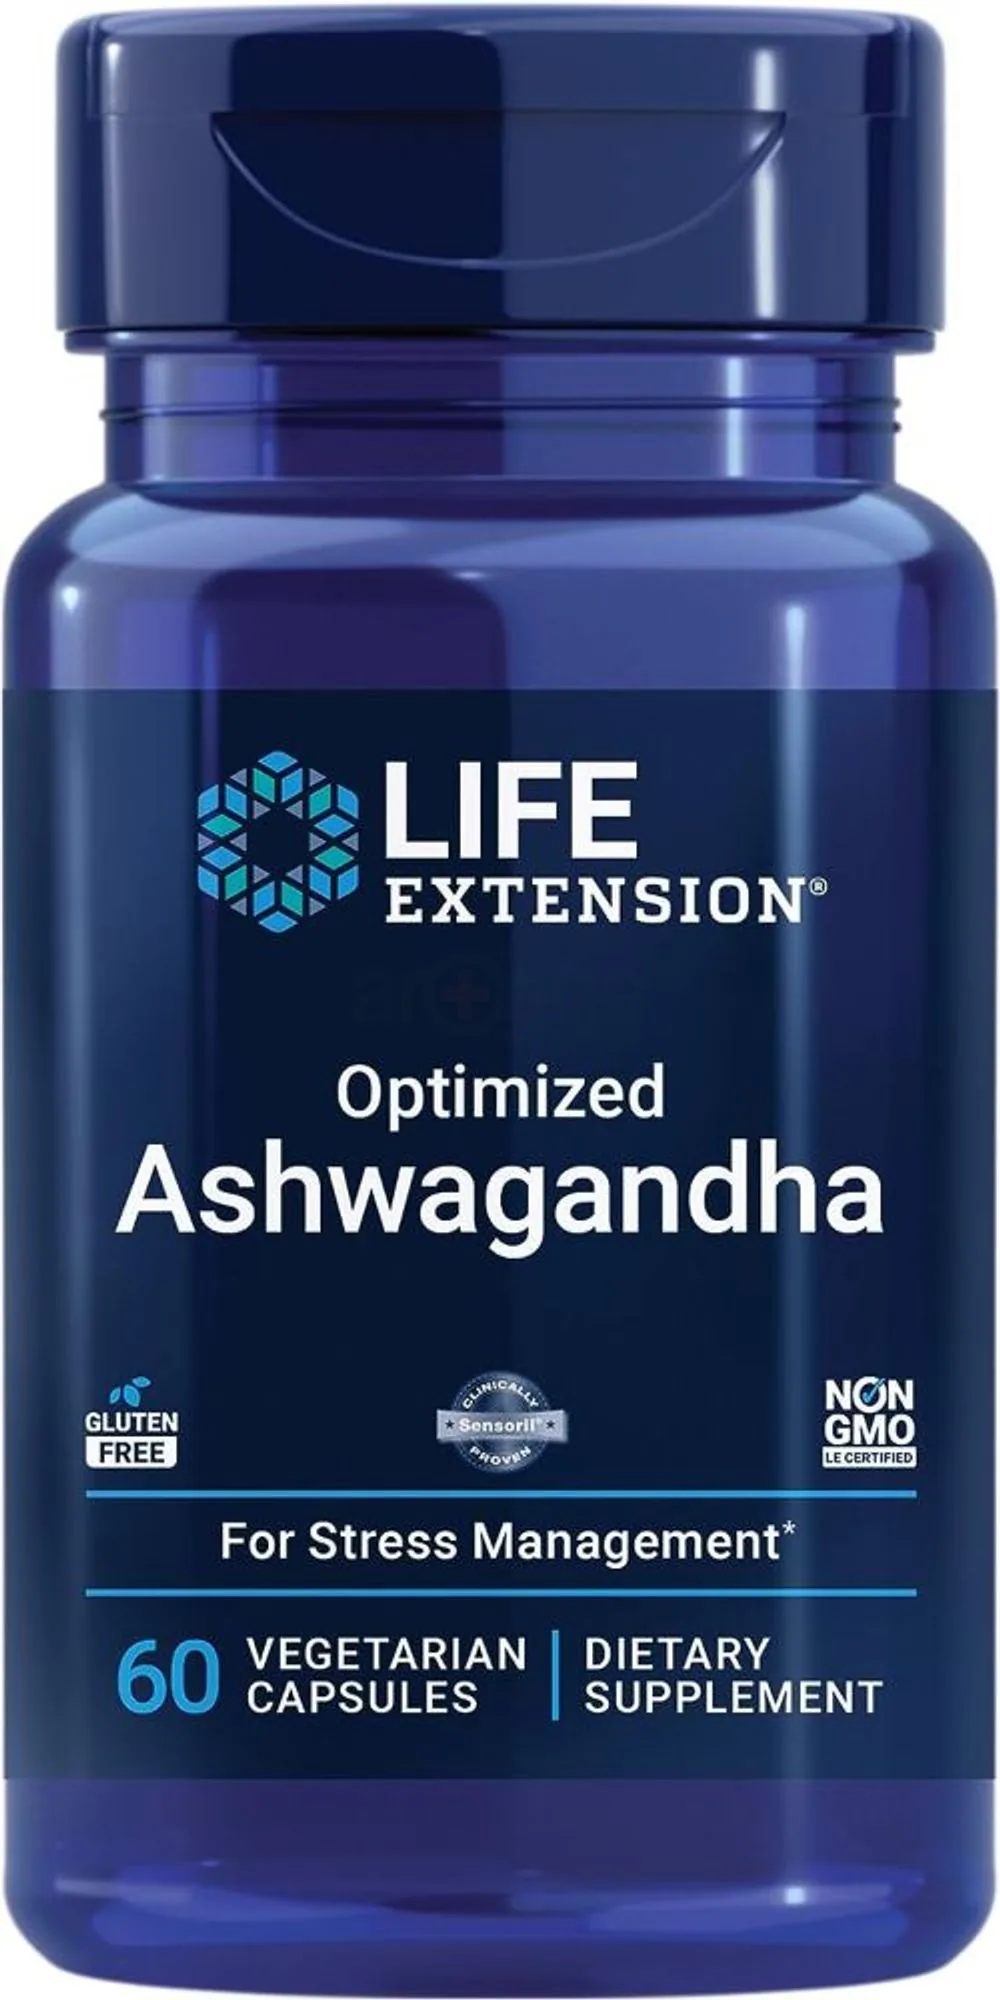 LIFE
EXTENSION®
Optimized
Ashwagandha
GLUTEN
FREE
CLINICALLY
Sensoril®
PROVEN
NON
GMO
LE CERTIFIED
For Stress Management*
60
VEGETARIAN
CAPSULES
DIETARY
SUPPLEMENT